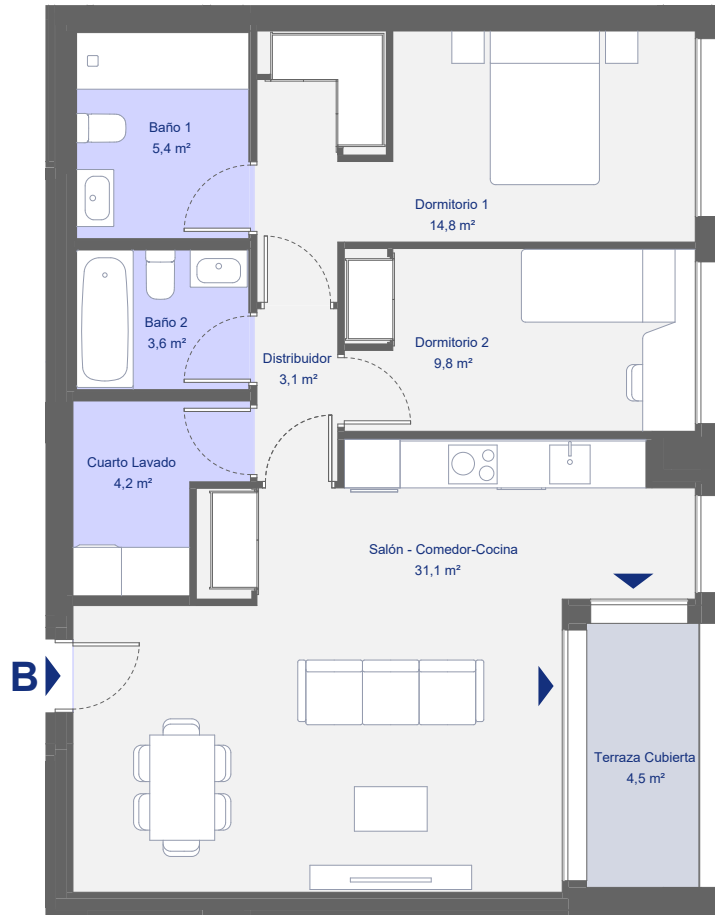 Baño 1
5,4 m²
Dormitorio 1
14,8 m²
Baño 2
3,6 m²
Distribuidor
3,1 m²
Dormitorio 2
9,8 m²
Cuarto Lavado
4,2 m²
Salón - Comedor-Cocina
31,1 m²
B
Terraza Cubierta
4,5 m²